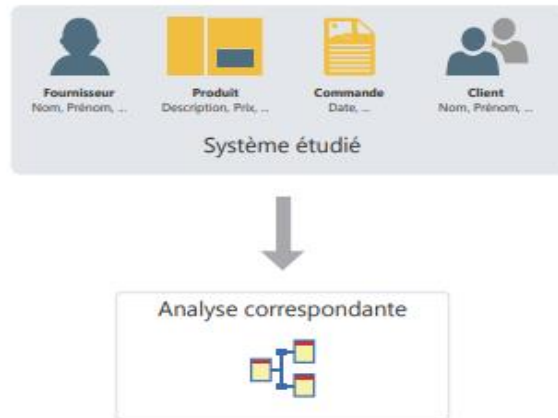 Fournisseur Produit Commande Client
Nom, Prénom, ... Description, Prix, ... Date, ... Nom, Prénom, ...
Système étudié
Analyse correspondante